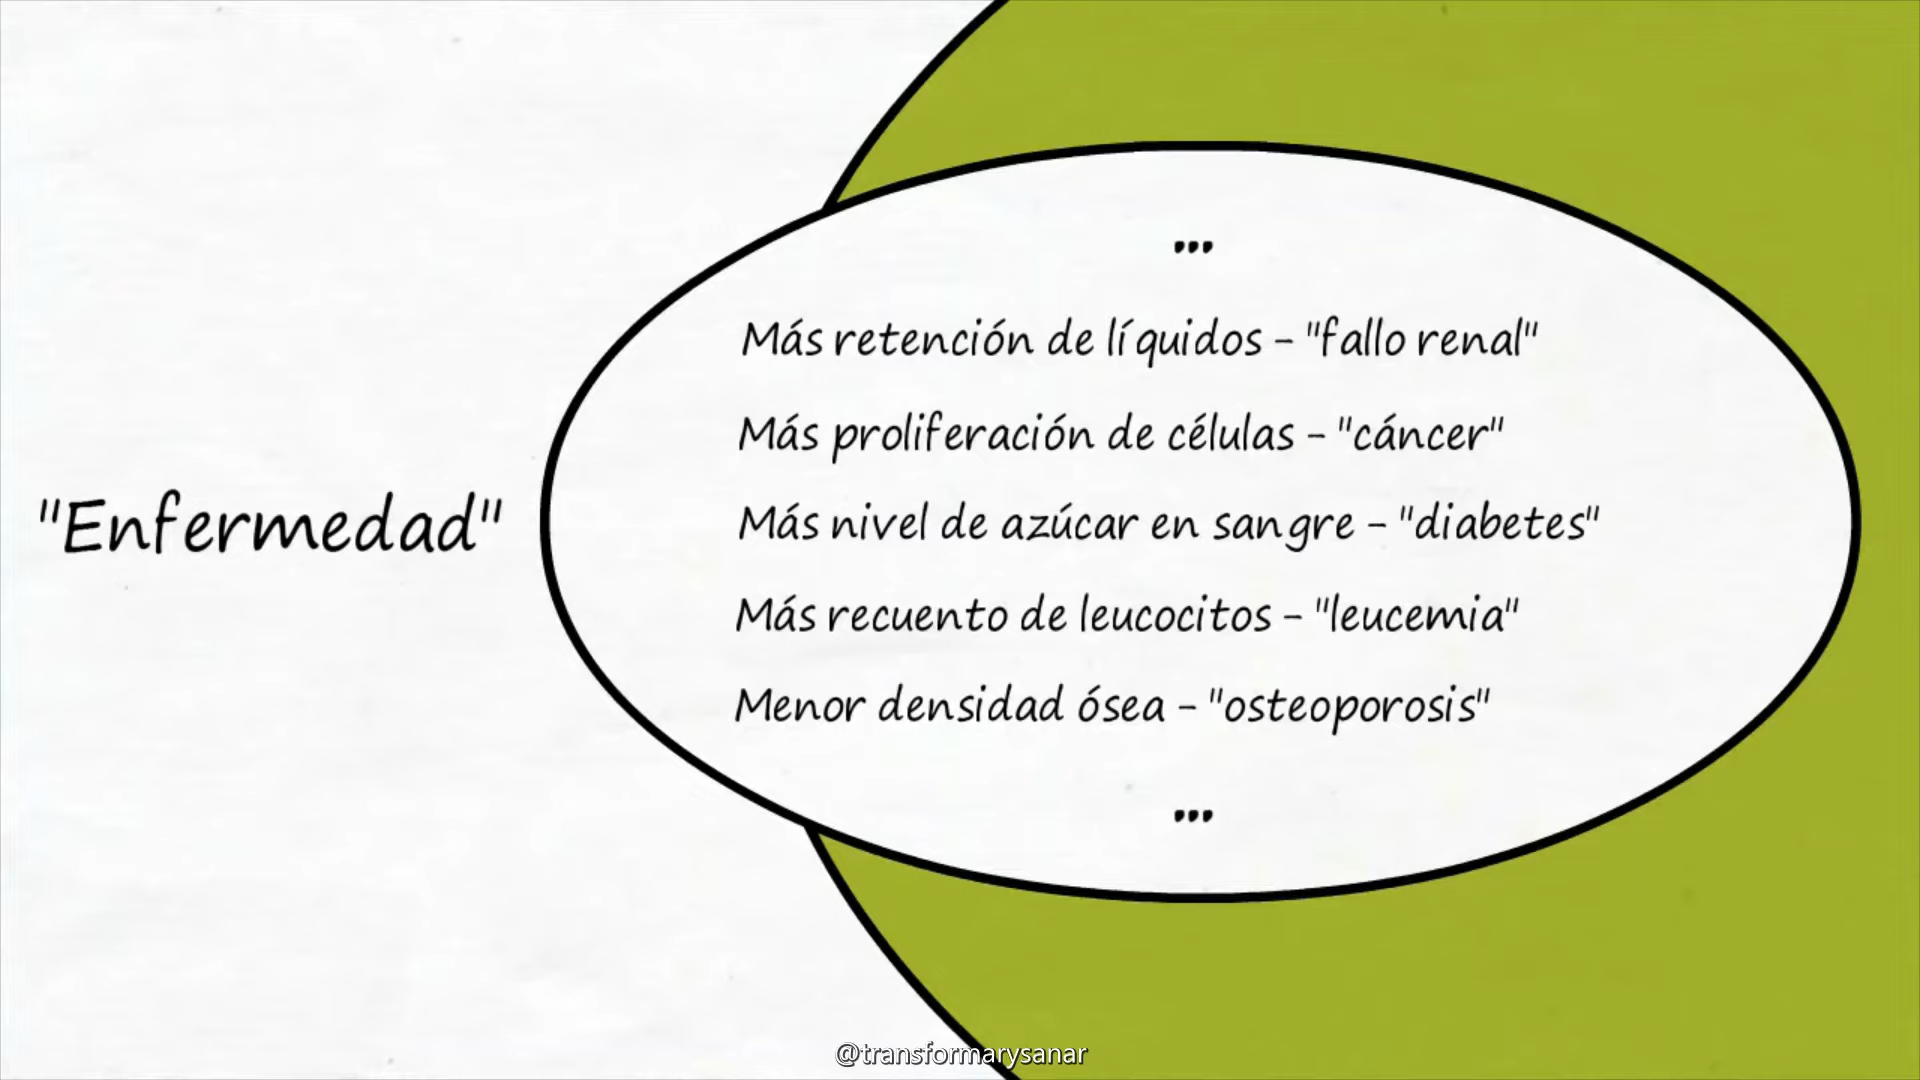 "Enfermedad"
...
Más retención de líquidos - "fallo renal"
Más proliferación de células - "cáncer"
Más nivel de azúcar en sangre - "diabetes"
Más recuento de leucocitos - "leucemia"
Menor densidad ósea - "osteoporosis"
...
@transformarysanar